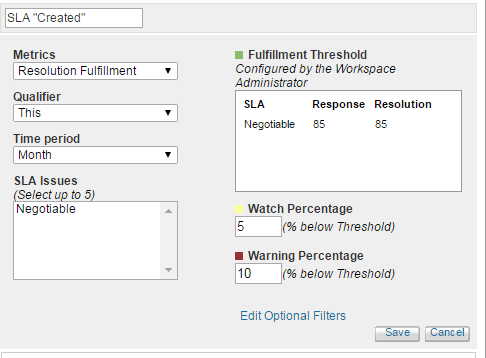 SLA "Created"
Metrics
Resolution Fulfillment
Qualifier
This
Time period
Month
SLA Issues
(Select up to 5)
Negotiable
Fulfillment Threshold
Configured by the Workspace
Administrator
SLA Response Resolution
Negotiable 85 85
Watch Percentage
5 (% below Threshold)
Warning Percentage
10 (% below Threshold)
Edit Optional Filters
Save Cancel